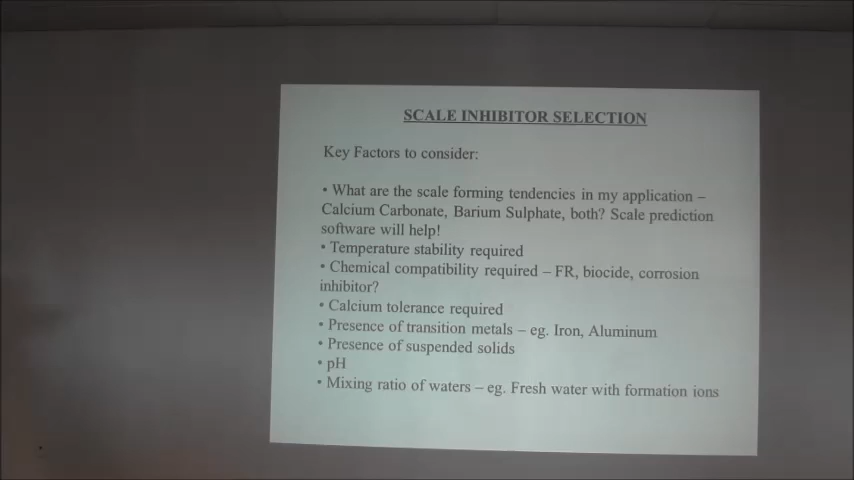 SCALE INHIBITOR SELECTION
Key Factors to consider:
• What are the scale forming tendencies in my application –
Calcium Carbonate, Barium Sulphate, both? Scale prediction
software will help!
• Temperature stability required
• Chemical compatibility required – FR, biocide, corrosion
inhibitor?
• Calcium tolerance required
• Presence of transition metals – eg. Iron, Aluminum
• Presence of suspended solids
• pH
• Mixing ratio of waters – eg. Fresh water with formation ions